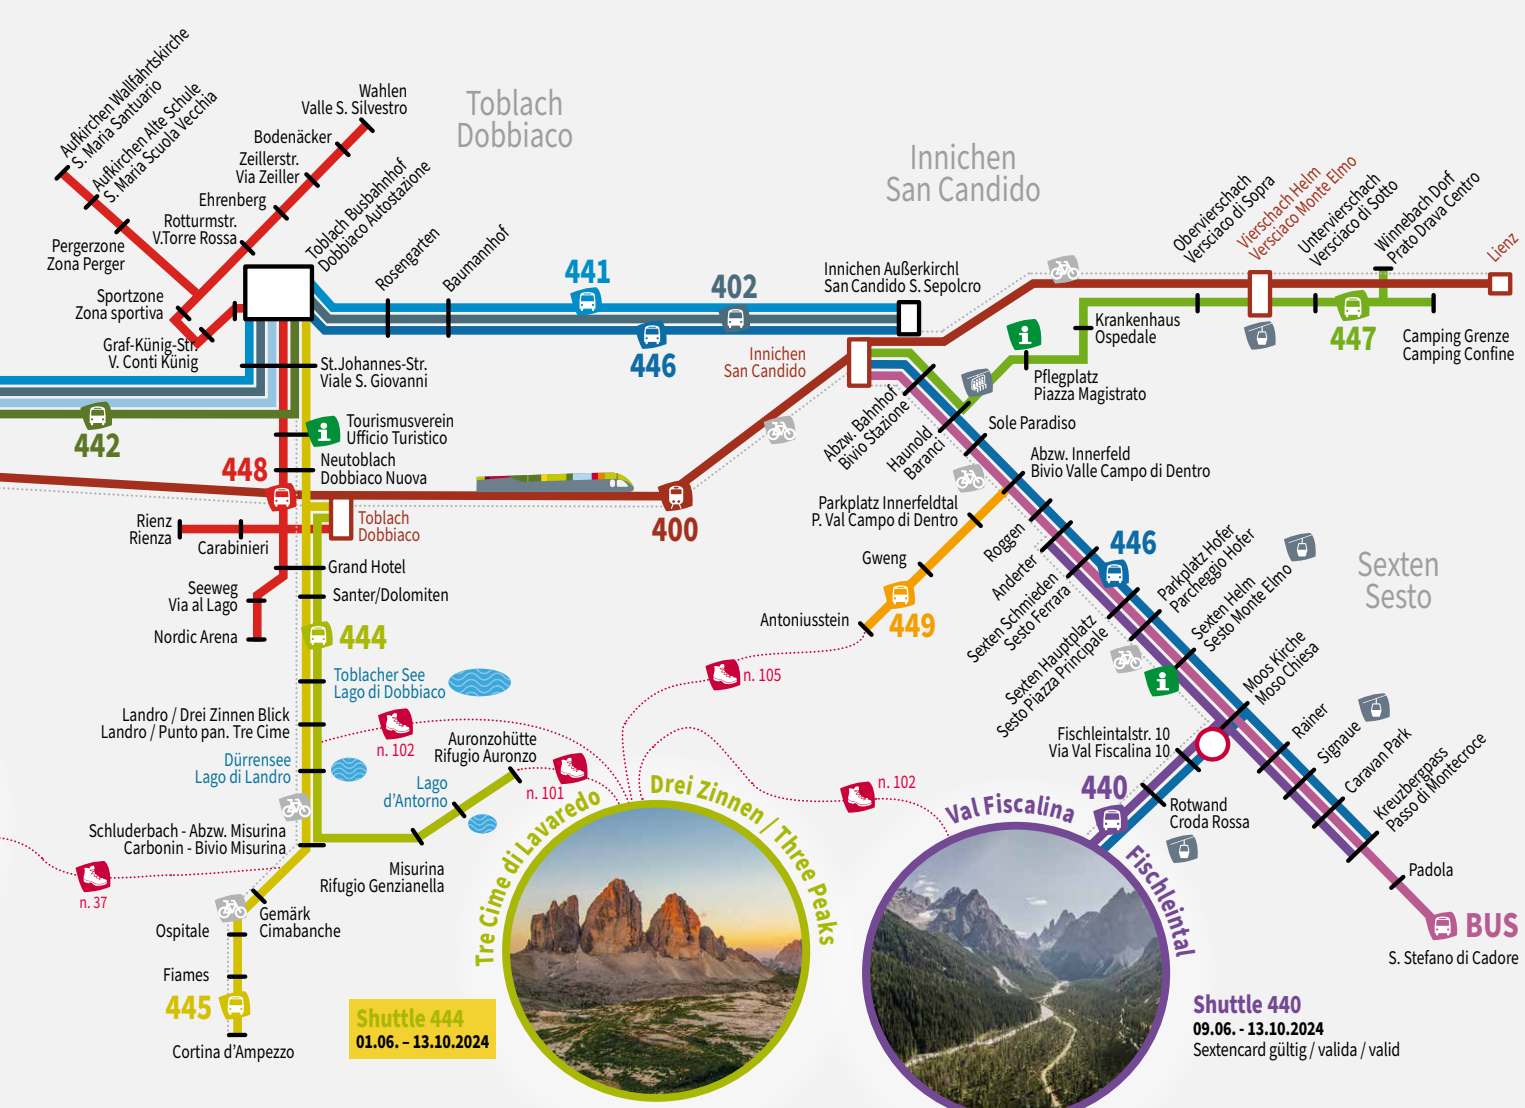 Aufkirchen Wallfahrtskirche
S. Maria Santuario
Aufkirchen Alte Schule
S. Maria Scuola Vecchia
Pergerzone
Zona Perger
Sportzone
Zona sportiva
Graf-Künig-Str.
V. Conti Künig
Wahlen
Valle S. Silvestro
Bodenäcker
Zeillerstr.
Via Zeiller
Ehrenberg
Rotturmstr.
V.Torre Rossa
Toblach Busbahnhof
Dobbiaco Autostazione
Toblach
Dobbiaco
Rosengarten
Baumannhof
441
402
446
Innichen
San Candido
Innichen Außerkirchl
San Candido S. Sepolcro
Innichen
San Candido
Obervierschach
Versciaco di Sopra
Vierschach Helm
Versciaco Monte Elmo
Untervierschach
Versciaco di Sotto
Winnebach Dorf
Prato Drava Centro
Lienz
447
Camping Grenze
Camping Confine
Krankenhaus
Ospedale
i
Pflegplatz
Piazza Magistrato
St.Johannes-Str.
Viale S. Giovanni
i
Tourismusverein
Ufficio Turistico
Neutoblach
Dobbiaco Nuova
442
448
400
Toblach
Dobbiaco
Rienz
Rienza
Carabinieri
Seeweg
Via al Lago
Nordic Arena
Grand Hotel
Santer/Dolomiten
444
Toblacher See
Lago di Dobbiaco
Landro / Drei Zinnen Blick
Landro / Punto pan. Tre Cime
n. 102
Dürrensee
Lago di Landro
Auronzohütte
Rifugio Auronzo
n. 101
Lago
d’Antorno
Schluderbach - Abzw. Misurina
Carbonin - Bivio Misurina
Misurina
Rifugio Genzianella
n. 37
Gemärk
Cimabanche
Ospitale
Fiames
445
Cortina d’Ampezzo
Abzw. Bahnhof
Bivio Stazione
Haunold
Baranci
Sole Paradiso
Abzw. Innerfeld
Bivio Valle Campo di Dentro
Parkplatz Innerfeldtal
P. Val Campo di Dentro
Gweng
Antoniusstein
449
n. 105
Roggen
Anderter
446
Sexten Schmieden
Sesto Ferrara
Parkplatz Hofer
Parcheggio Hofer
Sexten Hauptplatz
Sesto Piazza Principale
Sexten Helm
Sesto Monte Elmo
Sexten
Sesto
i
Moos Kirche
Moso Chiesa
Fischleintalstr. 10
Via Val Fiscalina 10
Rainer
Signaue
Caravan Park
Kreuzbergpass
Passo di Montecroce
440
Rotwand
Croda Rossa
n. 102
Padola
BUS
S. Stefano di Cadore
Tre Cime di Lavaredo
Drei Zinnen / Three Peaks
Val Fiscalina
Fischleintal
Shuttle 444
01.06. – 13.10.2024
Shuttle 440
09.06. - 13.10.2024
Sextencard gültig / valida / valid